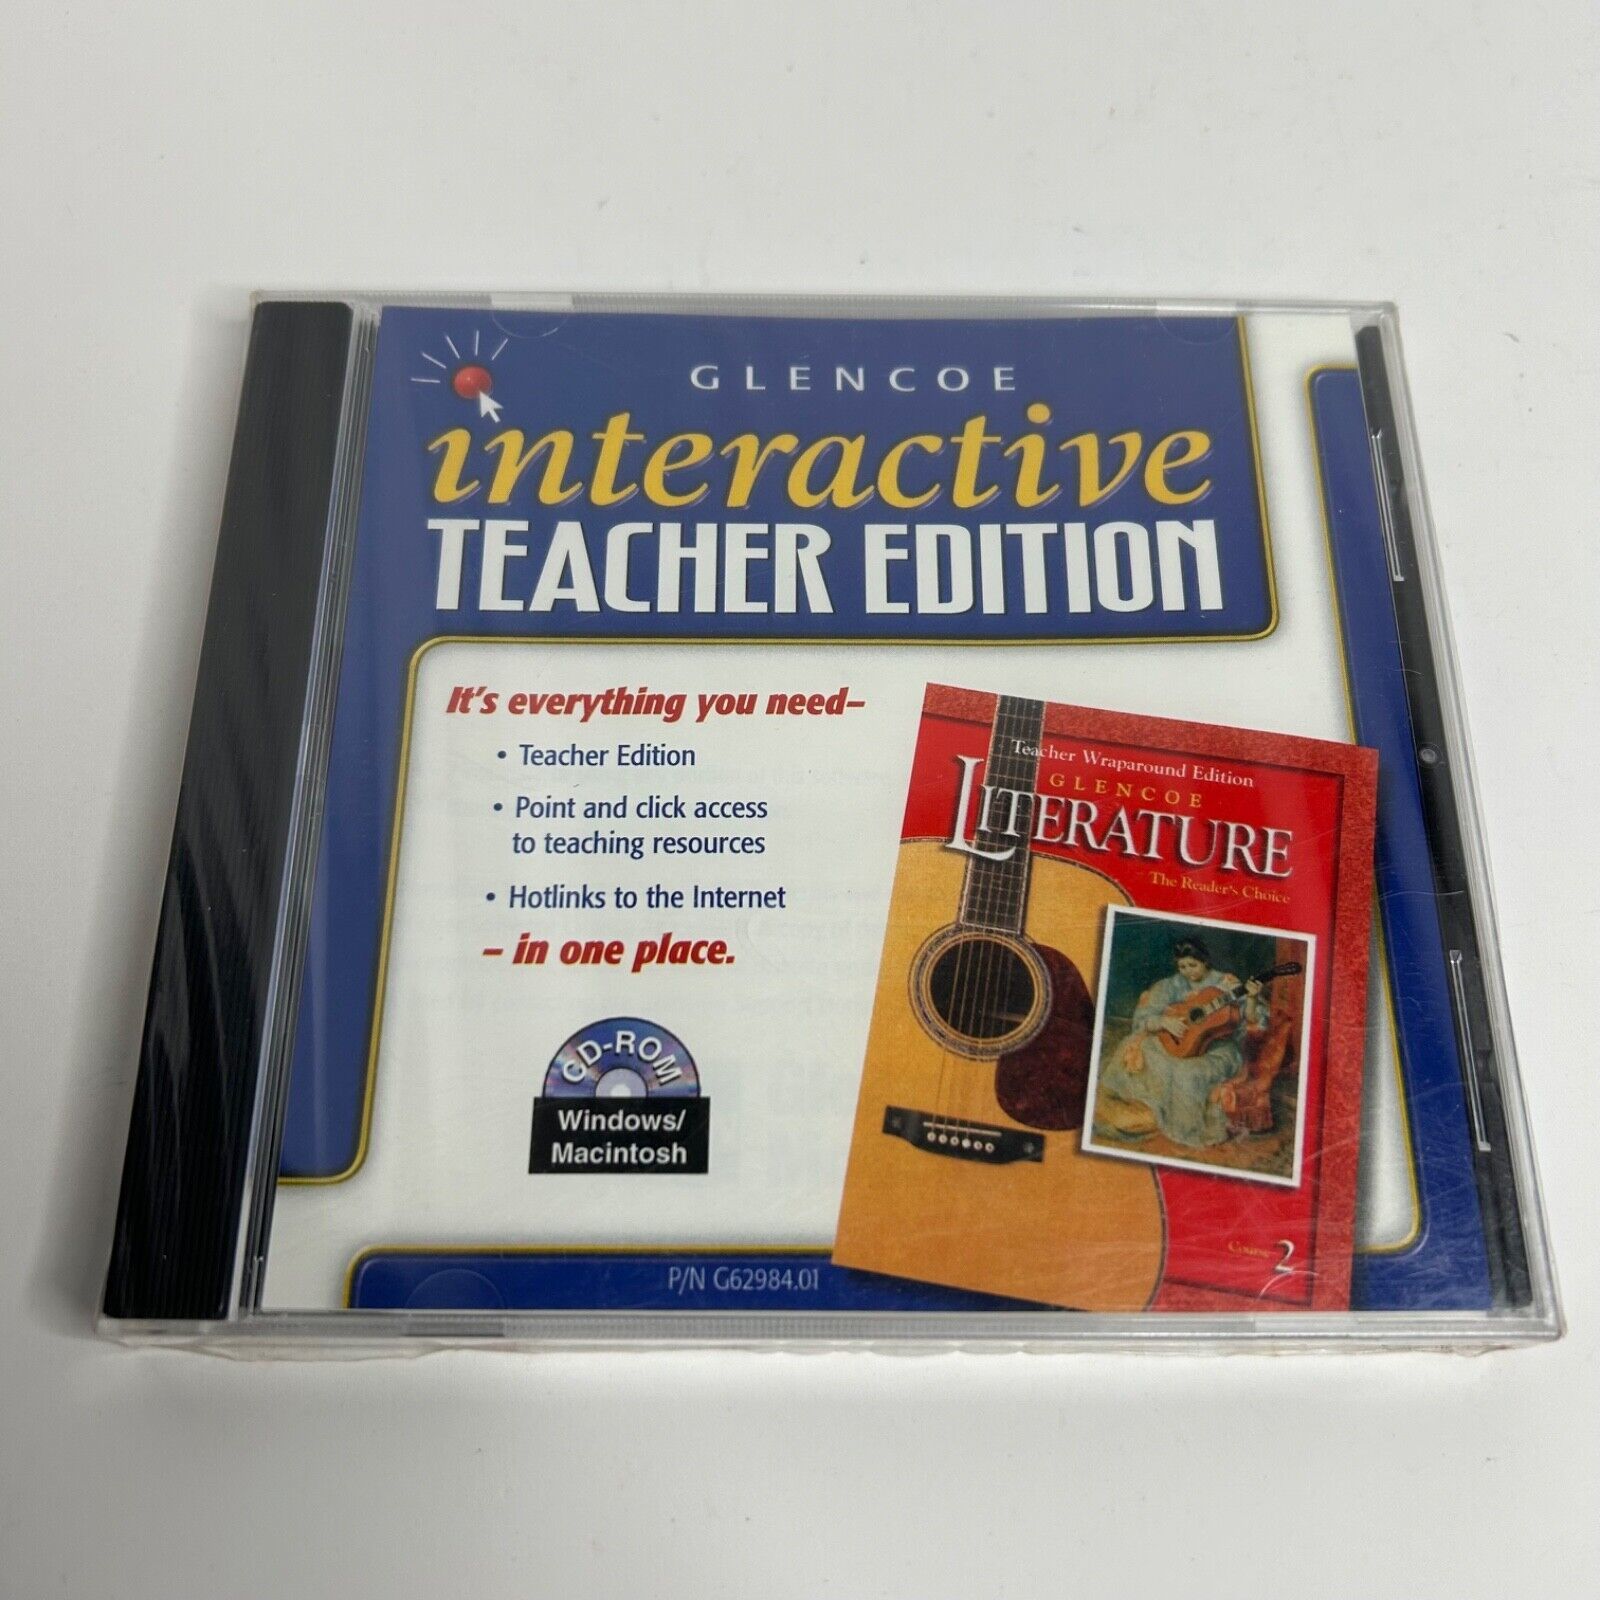 GLENCOE
interactive
TEACHER EDITION
It's everything you need–
• Teacher Edition
• Point and click access
to teaching resources
• Hotlinks to the Internet
– in one place.
CD-ROM
Windows/
Macintosh
Teacher Wraparound Edition
GLENCOE
LITERATURE
The Reader's Choice
Course 2
P/N G62984.01